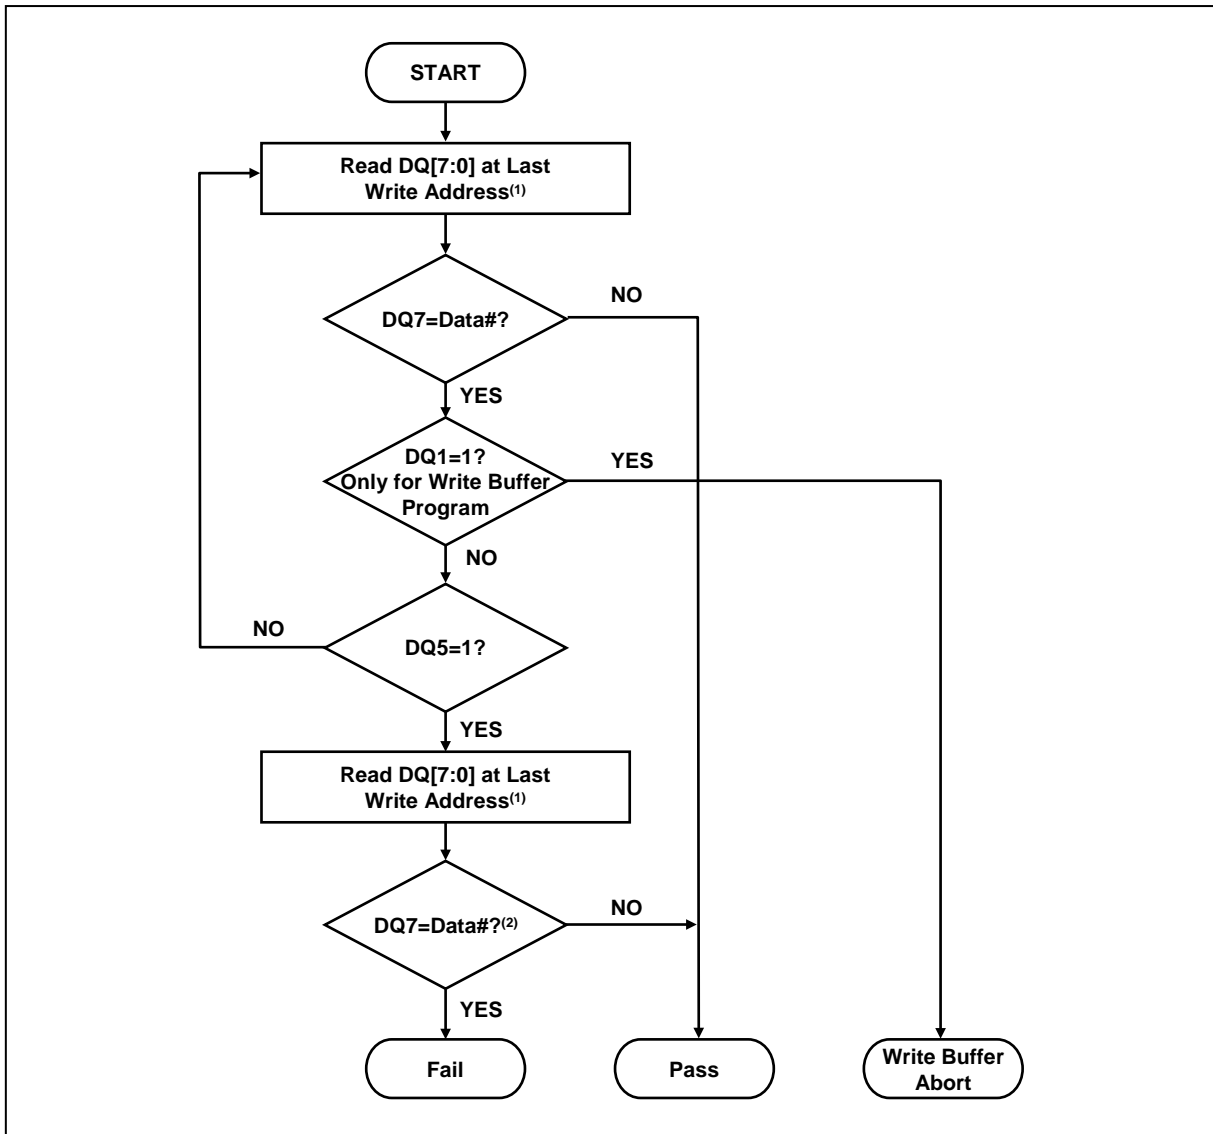 START
Read DQ[7:0] at Last
Write Address(1)
DQ7=Data#?
NO
YES
DQ1=1?
Only for Write Buffer
Program
YES
NO
DQ5=1?
NO
YES
Read DQ[7:0] at Last
Write Address(1)
DQ7=Data#?(2)
NO
YES
Fail
Pass
Write Buffer
Abort